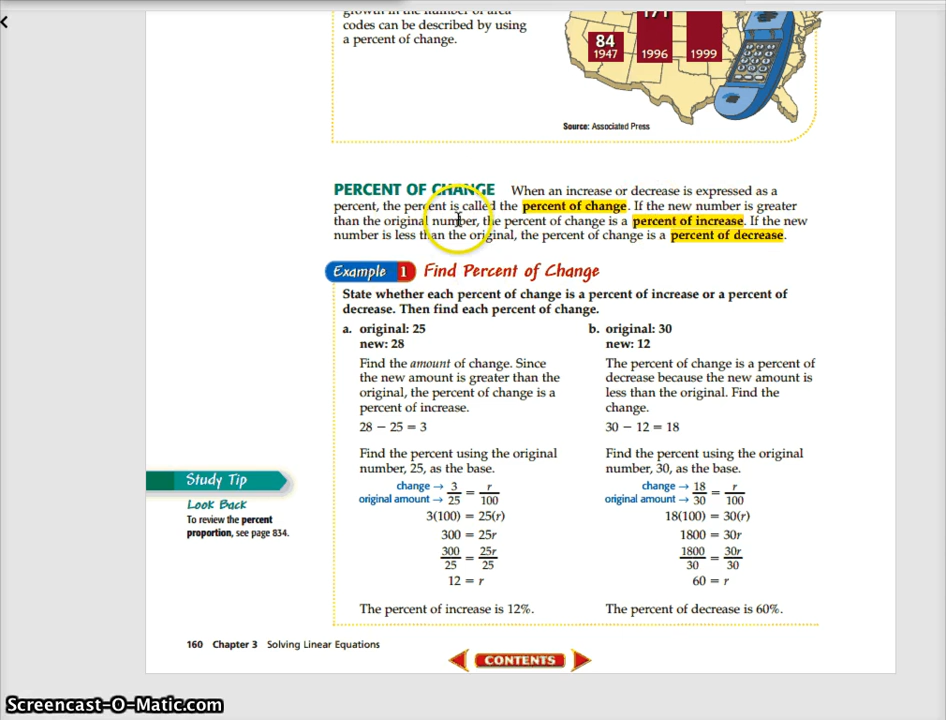 growth in the number of area
codes can be described by using
a percent of change.
84
171
1947
1996
1999
Source: Associated Press
PERCENT OF CHANGE When an increase or decrease is expressed as a
percent, the percent is called the percent of change. If the new number is greater
than the original number, the percent of change is a percent of increase. If the new
number is less than the original, the percent of change is a percent of decrease.
Example 1 Find Percent of Change
State whether each percent of change is a percent of increase or a percent of
decrease. Then find each percent of change.
a. original: 25
new: 28
Find the amount of change. Since
the new amount is greater than the
original, the percent of change is a
percent of increase.
28 − 25 = 3
Find the percent using the original
number, 25, as the base.
change → 3/25 = r/100
original amount →
3(100) = 25(r)
300 = 25r
300/25 = 25r/25
12 = r
The percent of increase is 12%.
b. original: 30
new: 12
The percent of change is a percent of
decrease because the new amount is
less than the original. Find the
change.
30 − 12 = 18
Find the percent using the original
number, 30, as the base.
change → 18/30 = r/100
original amount →
18(100) = 30(r)
1800 = 30r
1800/30 = 30r/30
60 = r
The percent of decrease is 60%.
Study Tip
Look Back
To review the percent
proportion, see page 834.
160 Chapter 3 Solving Linear Equations
CONTENTS
Screencast-O-Matic.com